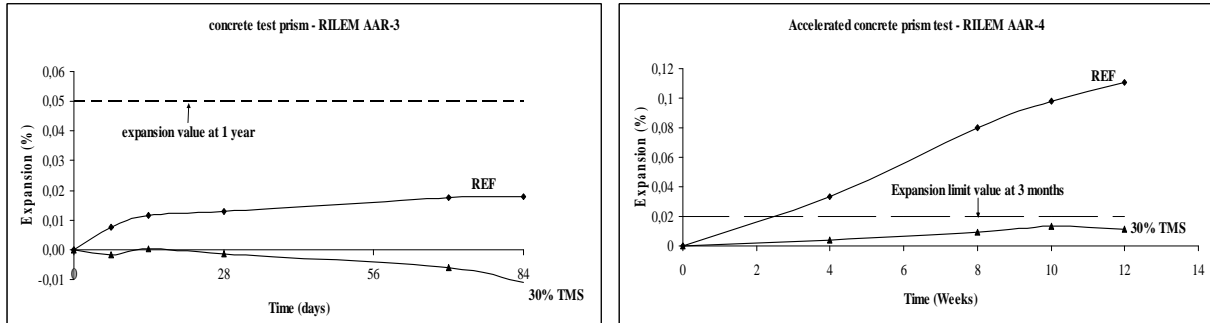 concrete test prism - RILEM AAR-3
Expansion (%)
0,06
0,05
0,04
0,03
0,02
0,01
0,00
-0,01
expansion value at 1 year
REF
30% TMS
0
28
56
84
Time (days)
Accelerated concrete prism test - RILEM AAR-4
Expansion (%)
0,12
0,1
0,08
0,06
0,04
0,02
0
REF
Expansion limit value at 3 months
30% TMS
0
2
4
6
8
10
12
14
Time (Weeks)